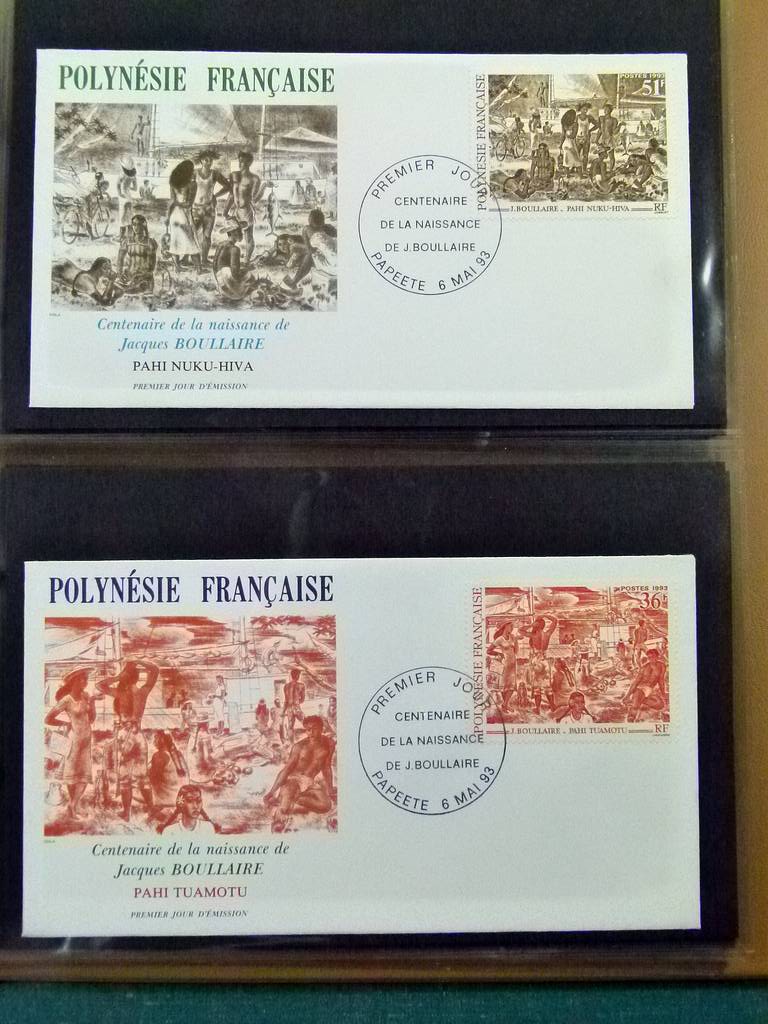 POLYNÉSIE FRANÇAISE
POSTES 1993
51F
POLYNÉSIE FRANÇAISE
J. BOULLAIRE - PAHI NUKU-HIVA
RF
PREMIER JOUR
CENTENAIRE
DE LA NAISSANCE
DE J. BOULLAIRE
PAPEETE 6 MAI 93
Centenaire de la naissance de
Jacques BOULLAIRE
PAHI NUKU-HIVA
PREMIER JOUR D'ÉMISSION
POLYNÉSIE FRANÇAISE
POSTES 1993
36F
POLYNÉSIE FRANÇAISE
J. BOULLAIRE - PAHI TUAMOTU
RF
PREMIER JOUR
CENTENAIRE
DE LA NAISSANCE
DE J. BOULLAIRE
PAPEETE 6 MAI 93
Centenaire de la naissance de
Jacques BOULLAIRE
PAHI TUAMOTU
PREMIER JOUR D'ÉMISSION